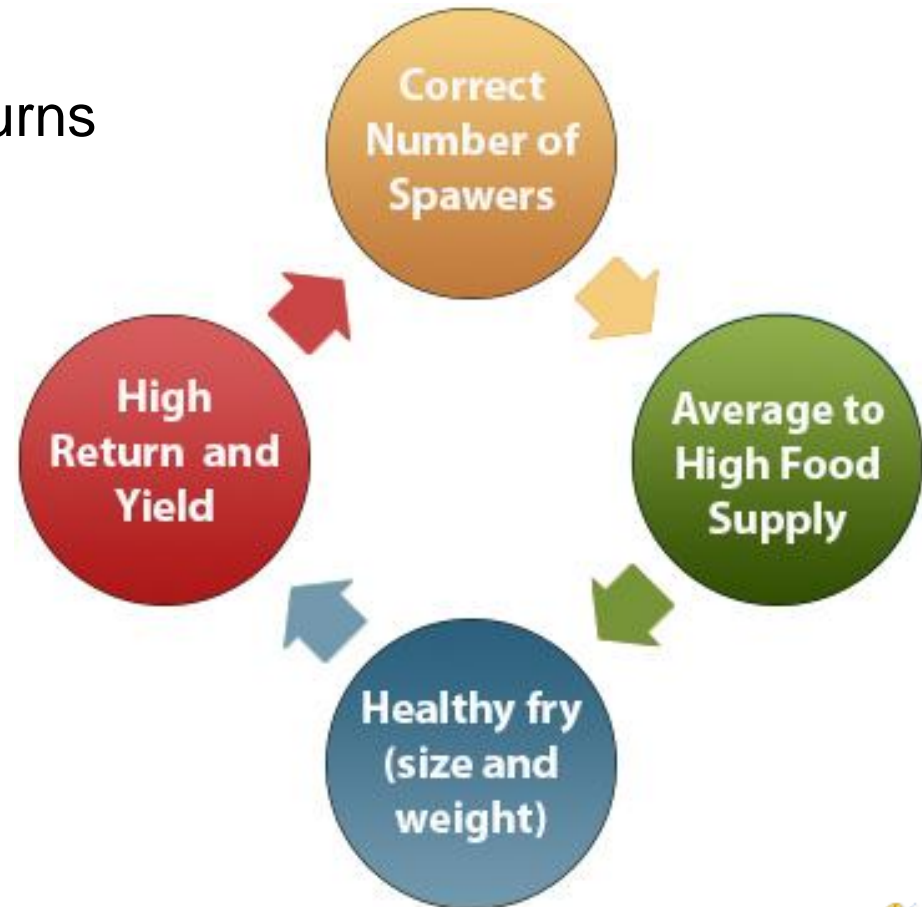 urns
Correct
Number of
Spawers
Average to
High Food
Supply
Healthy fry
(size and
weight)
High
Return and
Yield